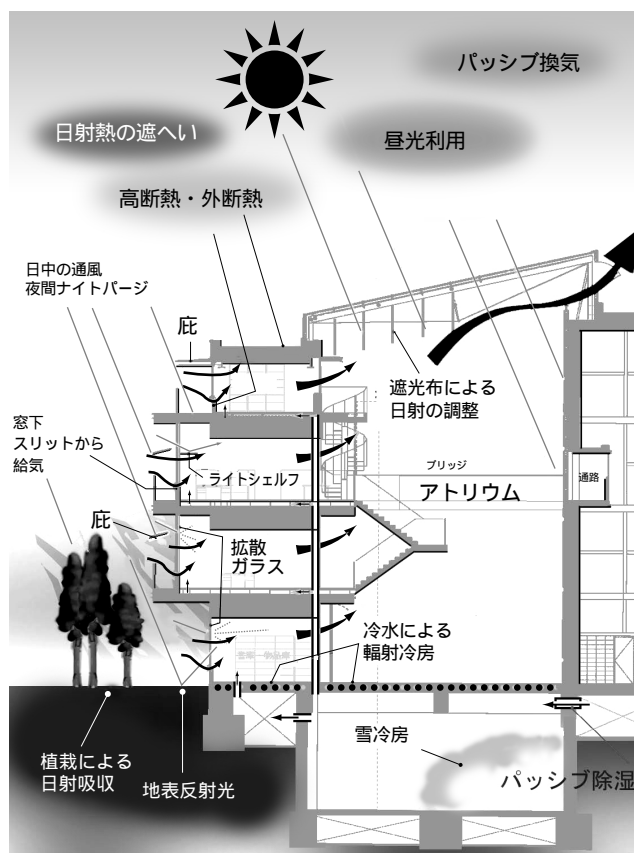 パッシブ換気
日射熱の遮へい
昼光利用
高断熱・外断熱
日中の通風
夜間ナイトパージ
庇
遮光布による
日射の調整
窓下
スリットから
給気
ライトシェルフ
ブリッジ
アトリウム
通路
庇
拡散
ガラス
冷水による
輻射冷房
雪冷房
植栽による
日射吸収
地表反射光
パッシブ除湿